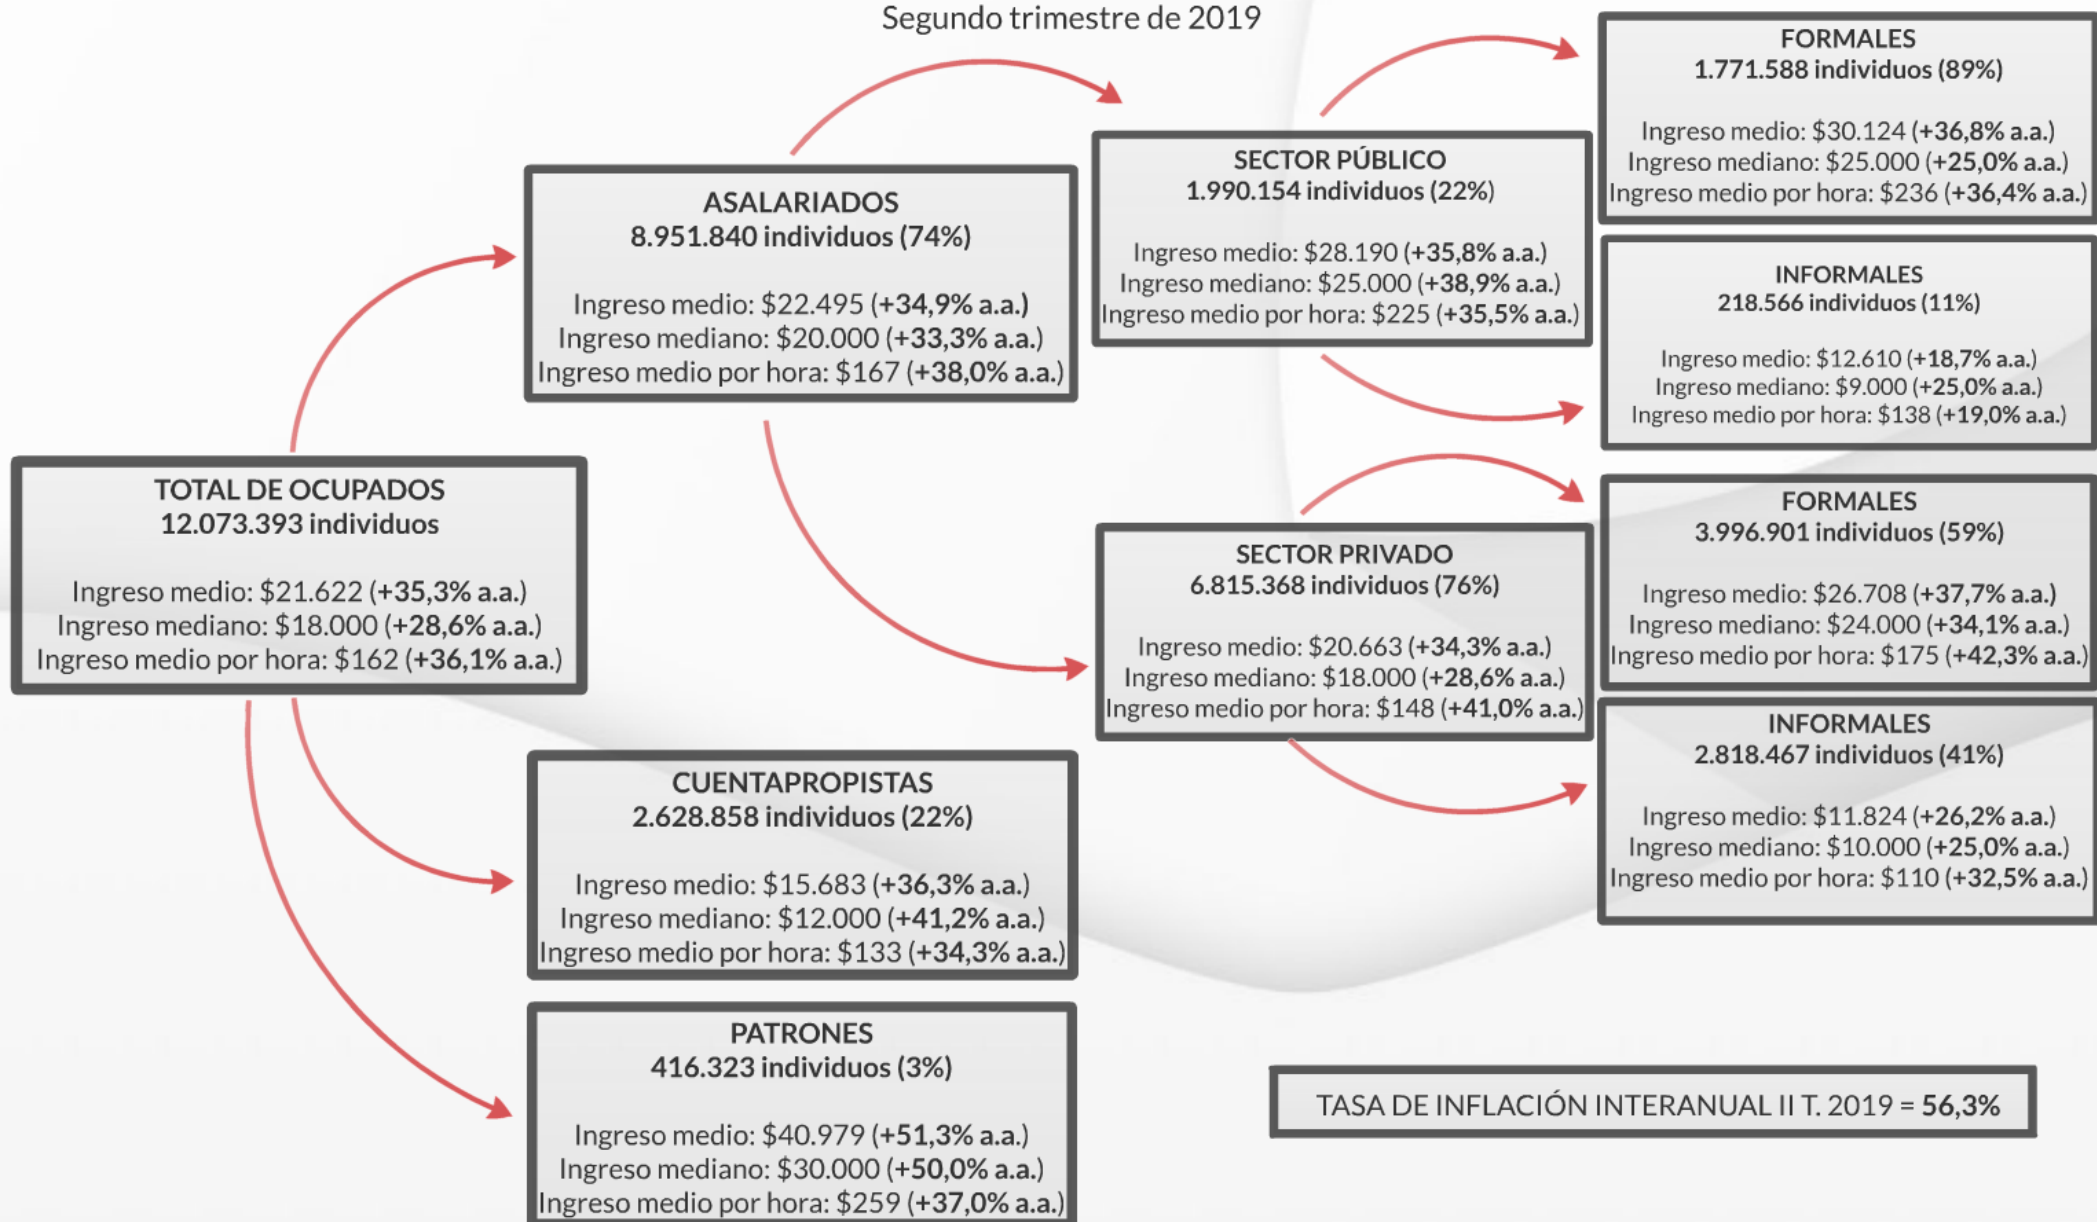 Segundo trimestre de 2019
TOTAL DE OCUPADOS
12.073.393 individuos
Ingreso medio: $21.622 (+35,3% a.a.)
Ingreso mediano: $18.000 (+28,6% a.a.)
Ingreso medio por hora: $162 (+36,1% a.a.)
ASALARIADOS
8.951.840 individuos (74%)
Ingreso medio: $22.495 (+34,9% a.a.)
Ingreso mediano: $20.000 (+33,3% a.a.)
Ingreso medio por hora: $167 (+38,0% a.a.)
CUENTAPROPISTAS
2.628.858 individuos (22%)
Ingreso medio: $15.683 (+36,3% a.a.)
Ingreso mediano: $12.000 (+41,2% a.a.)
Ingreso medio por hora: $133 (+34,3% a.a.)
PATRONES
416.323 individuos (3%)
Ingreso medio: $40.979 (+51,3% a.a.)
Ingreso mediano: $30.000 (+50,0% a.a.)
Ingreso medio por hora: $259 (+37,0% a.a.)
SECTOR PÚBLICO
1.990.154 individuos (22%)
Ingreso medio: $28.190 (+35,8% a.a.)
Ingreso mediano: $25.000 (+38,9% a.a.)
Ingreso medio por hora: $225 (+35,5% a.a.)
SECTOR PRIVADO
6.815.368 individuos (76%)
Ingreso medio: $20.663 (+34,3% a.a.)
Ingreso mediano: $18.000 (+28,6% a.a.)
Ingreso medio por hora: $148 (+41,0% a.a.)
FORMALES
1.771.588 individuos (89%)
Ingreso medio: $30.124 (+36,8% a.a.)
Ingreso mediano: $25.000 (+25,0% a.a.)
Ingreso medio por hora: $236 (+36,4% a.a.)
INFORMALES
218.566 individuos (11%)
Ingreso medio: $12.610 (+18,7% a.a.)
Ingreso mediano: $9.000 (+25,0% a.a.)
Ingreso medio por hora: $138 (+19,0% a.a.)
FORMALES
3.996.901 individuos (59%)
Ingreso medio: $26.708 (+37,7% a.a.)
Ingreso mediano: $24.000 (+34,1% a.a.)
Ingreso medio por hora: $175 (+42,3% a.a.)
INFORMALES
2.818.467 individuos (41%)
Ingreso medio: $11.824 (+26,2% a.a.)
Ingreso mediano: $10.000 (+25,0% a.a.)
Ingreso medio por hora: $110 (+32,5% a.a.)
TASA DE INFLACIÓN INTERANUAL II T. 2019 = 56,3%